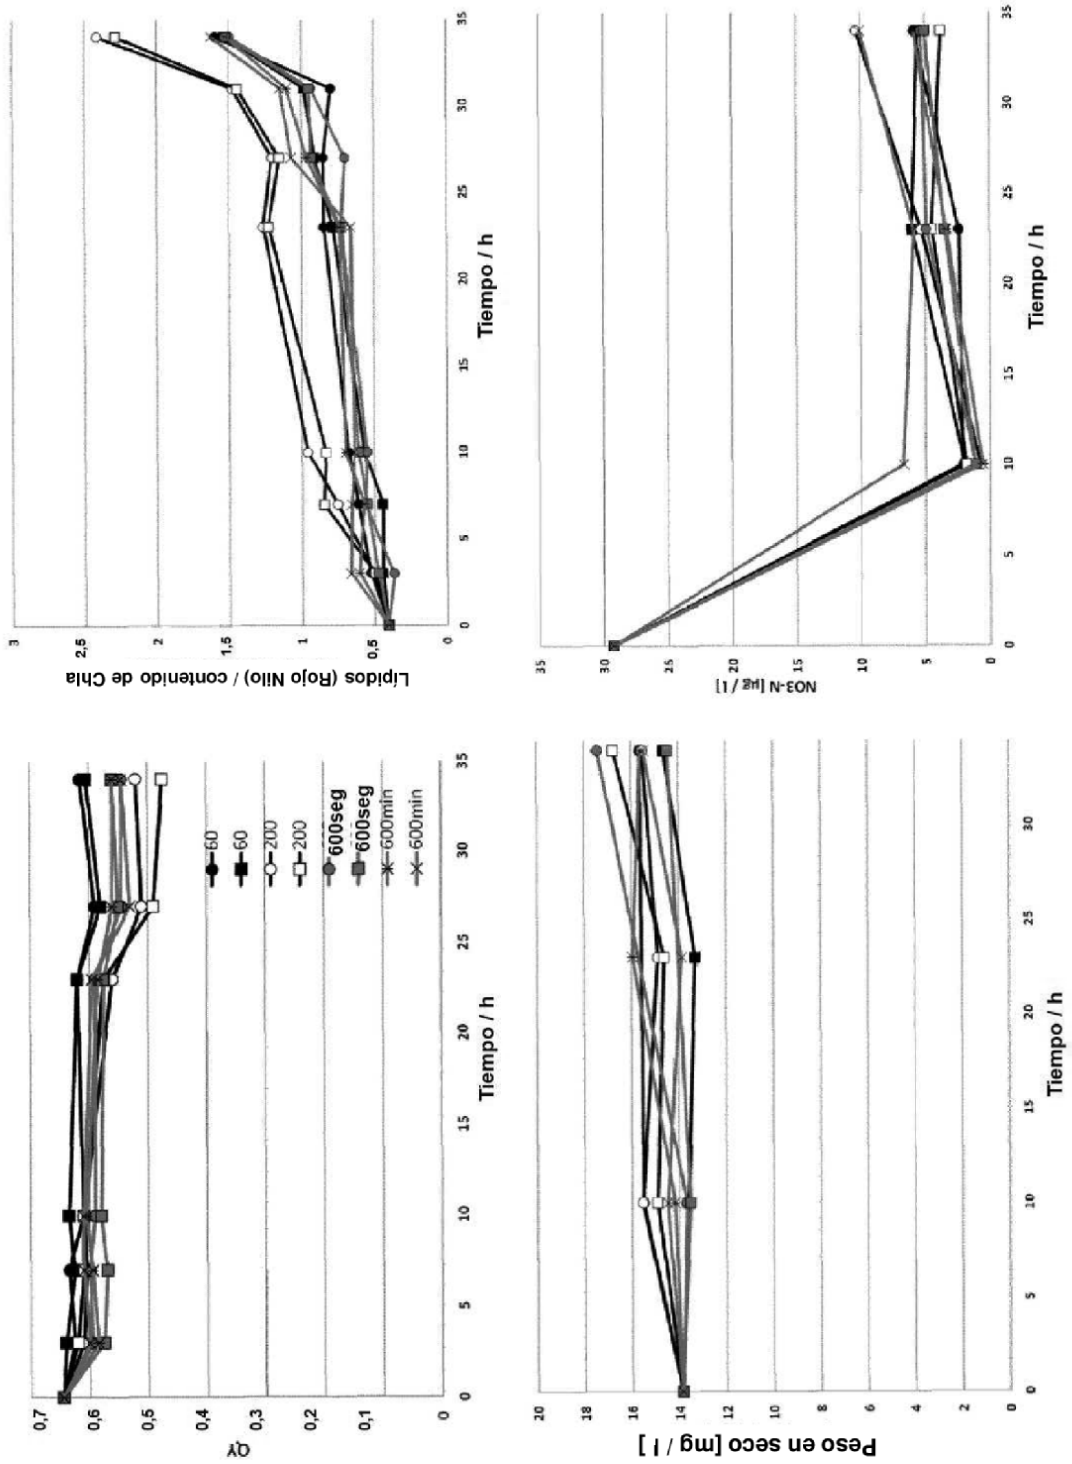 QY
0,7
0,6
0,5
0,4
0,3
0,2
0,1
0
0 5 10 15 20 25 30 35
Tiempo / h
60
60
200
200
600seg
600seg
600min
600min
Lípidos (Rojo Nilo) / contenido de Chla
3
2,5
2
1,5
1
0,5
0
0 5 10 15 20 25 30 35
Tiempo / h
Peso en seco [mg / l ]
20
18
16
14
12
10
8
6
4
2
0
0 5 10 15 20 25 30
Tiempo / h
NO3-N [µg / l]
35
30
25
20
15
10
5
0
0 5 10 15 20 25 30 35
Tiempo / h